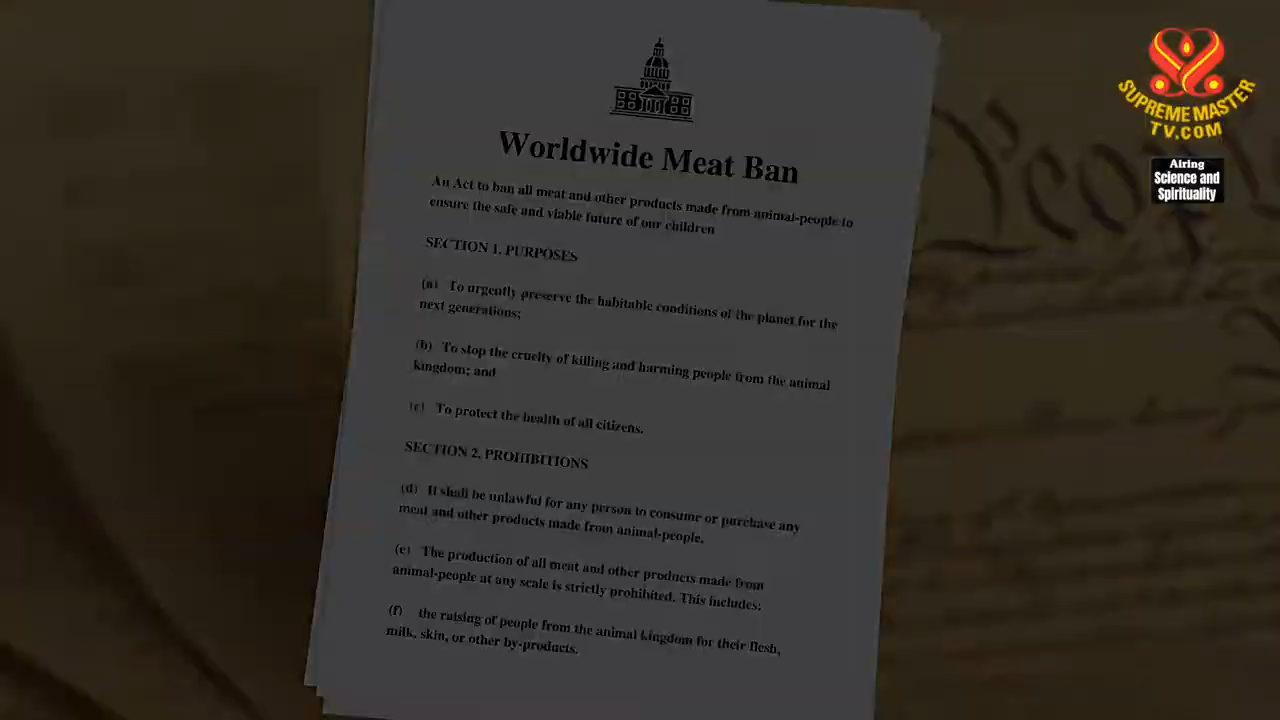 Worldwide Meat Ban
An Act to ban all meat and other products made from animal-people to
ensure the safe and viable future of our children
SECTION 1. PURPOSES
(a) To urgently preserve the habitable conditions of the planet for the
next generations;
(b) To stop the cruelty of killing and harming people from the animal
kingdom; and
(c) To protect the health of all citizens.
SECTION 2. PROHIBITIONS
(d) It shall be unlawful for any person to consume or purchase any
meat and other products made from animal-people.
(e) The production of all meat and other products made from
animal-people at any scale is strictly prohibited. This includes:
(f) the raising of people from the animal kingdom for their flesh,
milk, skin, or other by-products.
SUPREME MASTER
TV.COM
Airing
Science and
Spirituality